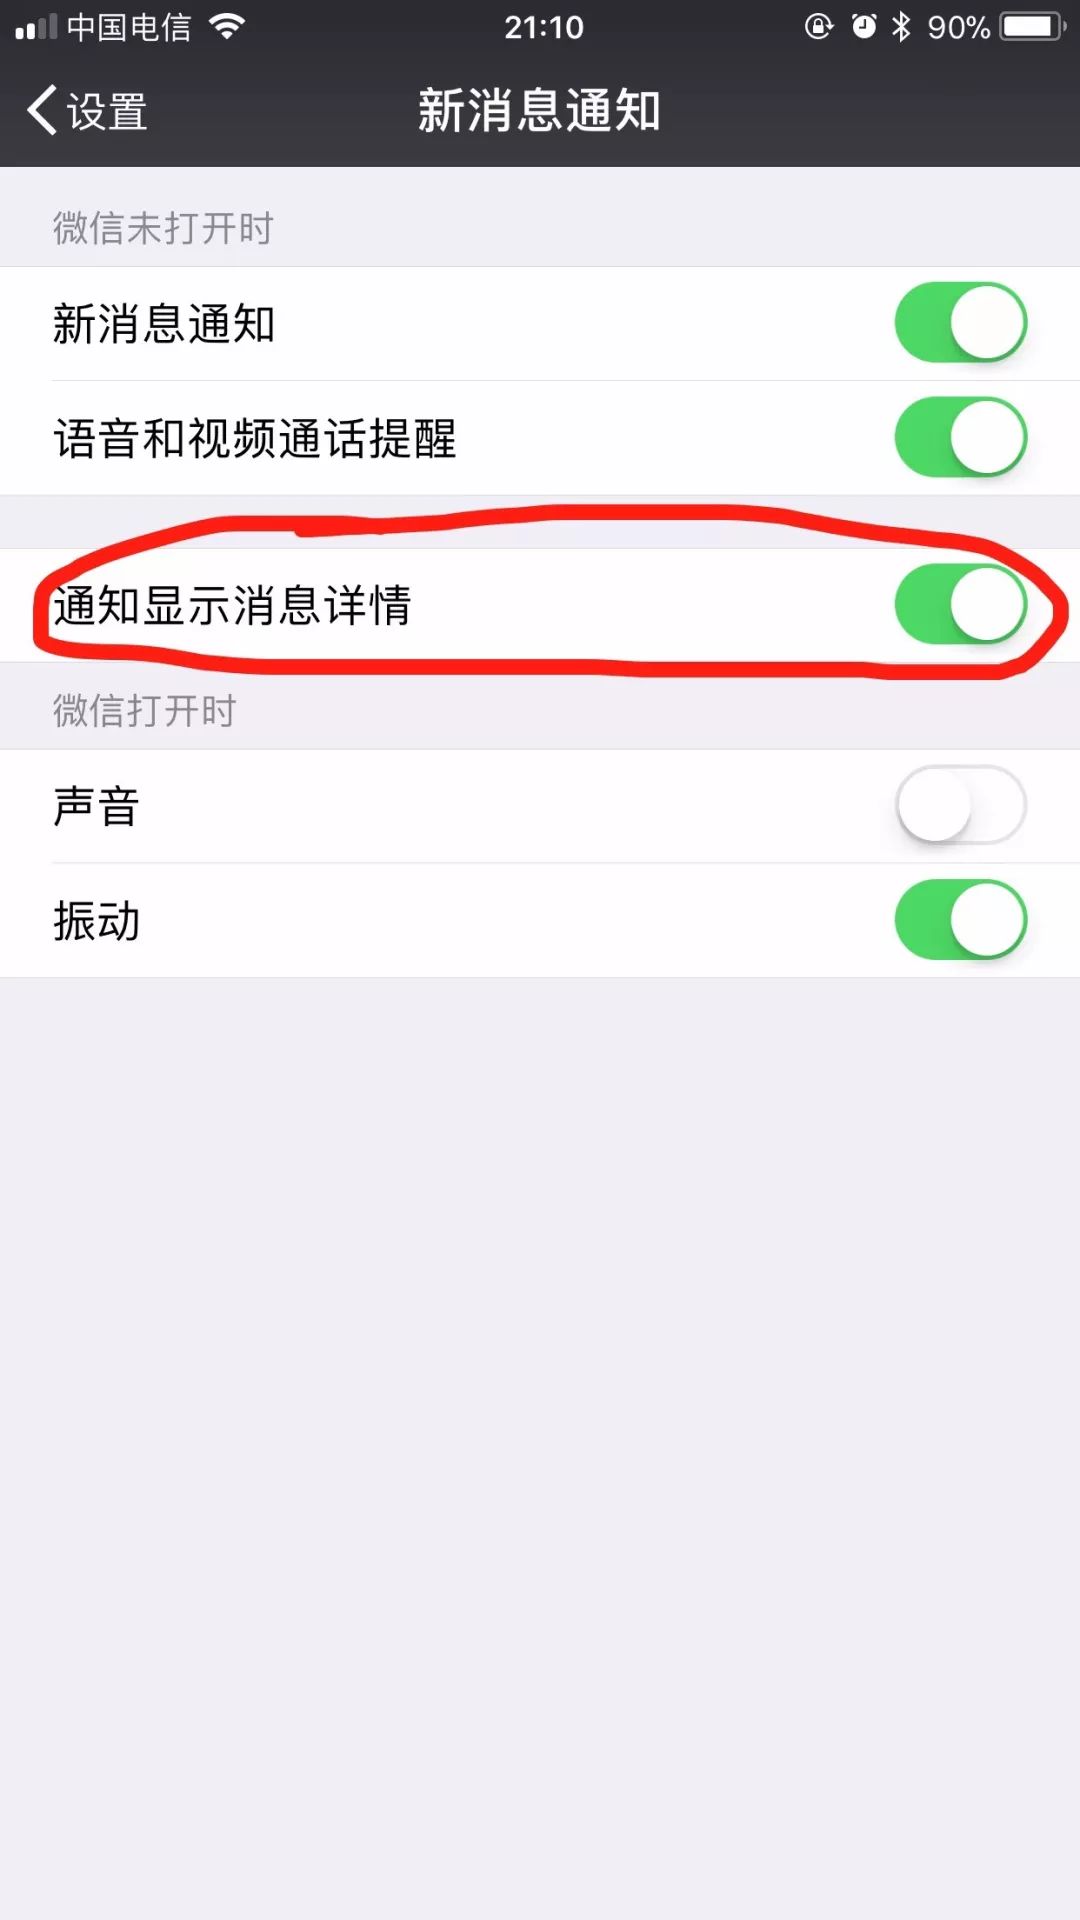 中国电信 21:10 90%
设置 新消息通知
微信未打开时
新消息通知
语音和视频通话提醒
通知显示消息详情
微信打开时
声音
振动